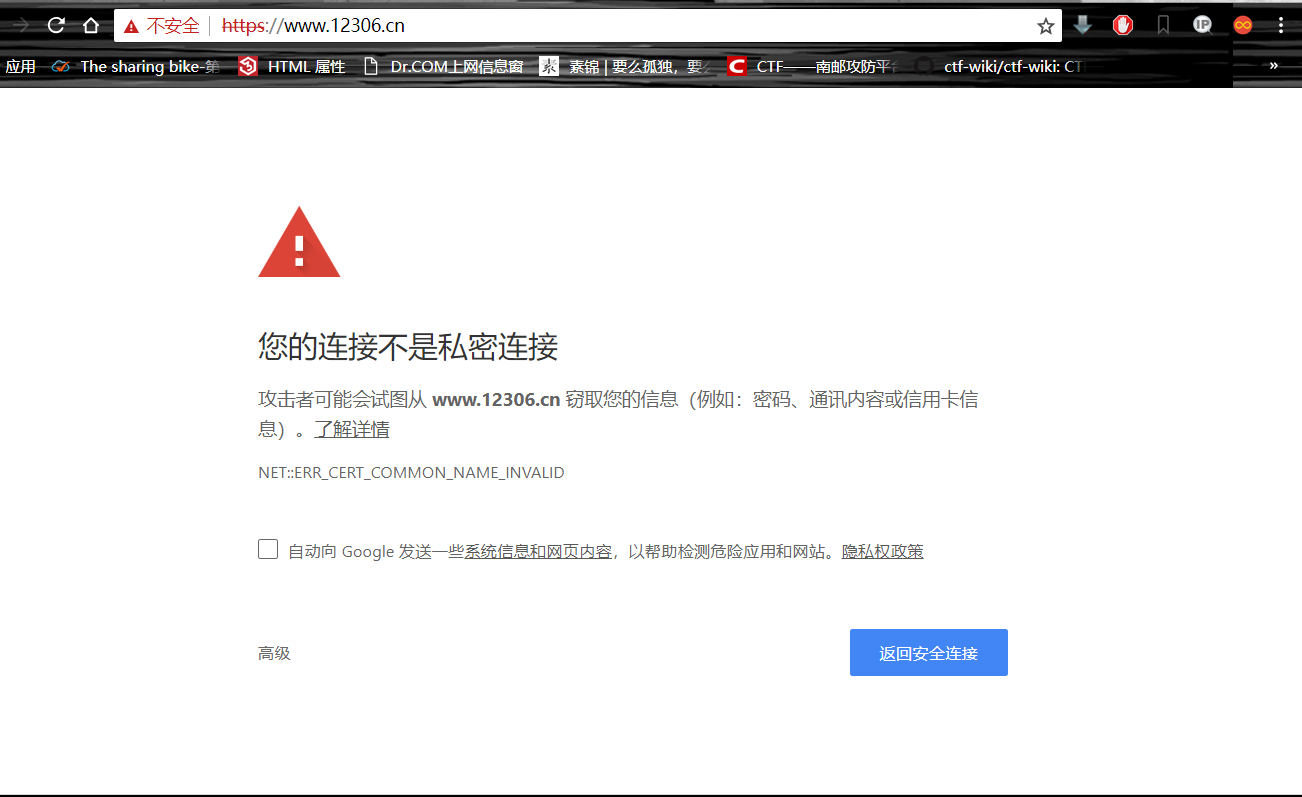 不安全 https://www.12306.cn
应用 The sharing bike-第 HTML 属性 Dr.COM上网信息窗 素锦 | 要么孤独，要么 CTF——南邮攻防平台 ctf-wiki/ctf-wiki: CT »
您的连接不是私密连接
攻击者可能会试图从 www.12306.cn 窃取您的信息（例如：密码、通讯内容或信用卡信
息）。了解详情
NET::ERR_CERT_COMMON_NAME_INVALID
自动向 Google 发送一些系统信息和网页内容，以帮助检测危险应用和网站。隐私权政策
高级 返回安全连接